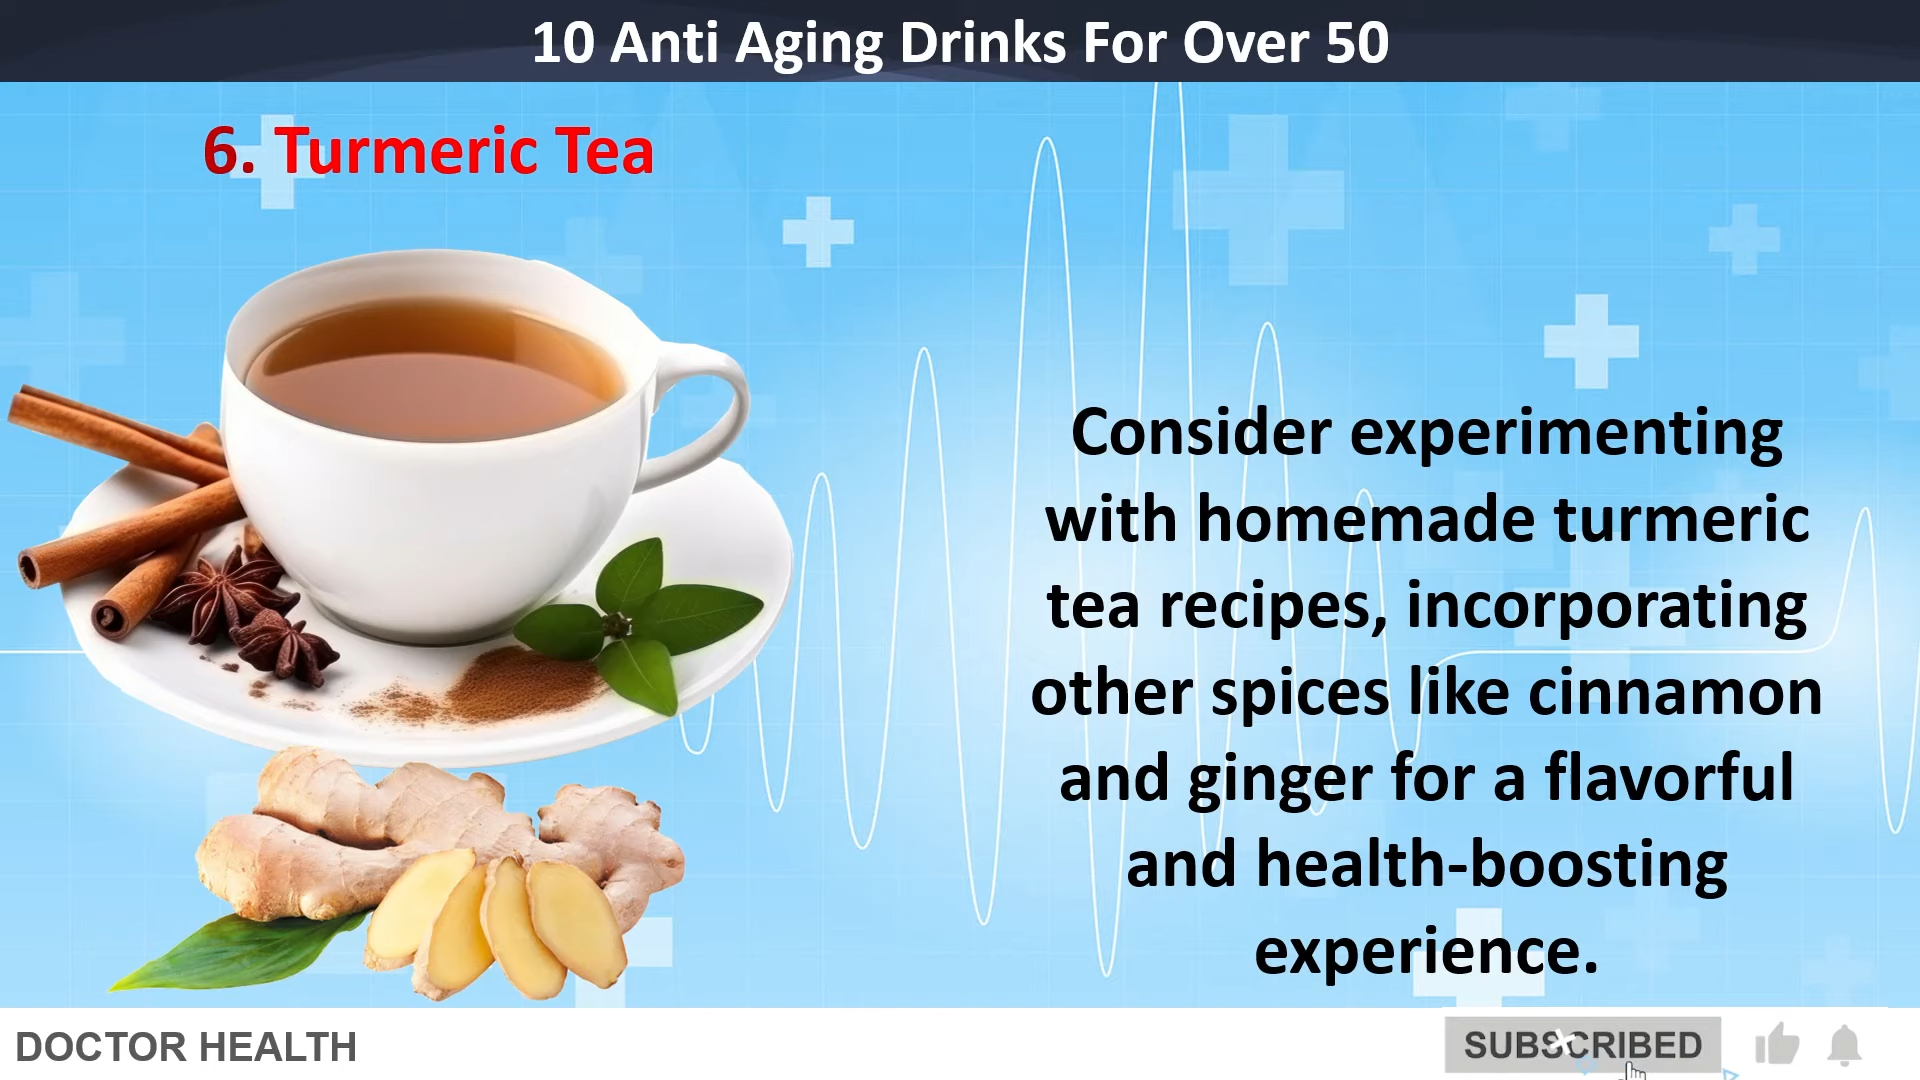 10 Anti Aging Drinks For Over 50
6. Turmeric Tea
Consider experimenting
with homemade turmeric
tea recipes, incorporating
other spices like cinnamon
and ginger for a flavorful
and health-boosting
experience.
DOCTOR HEALTH
SUBSCRIBED